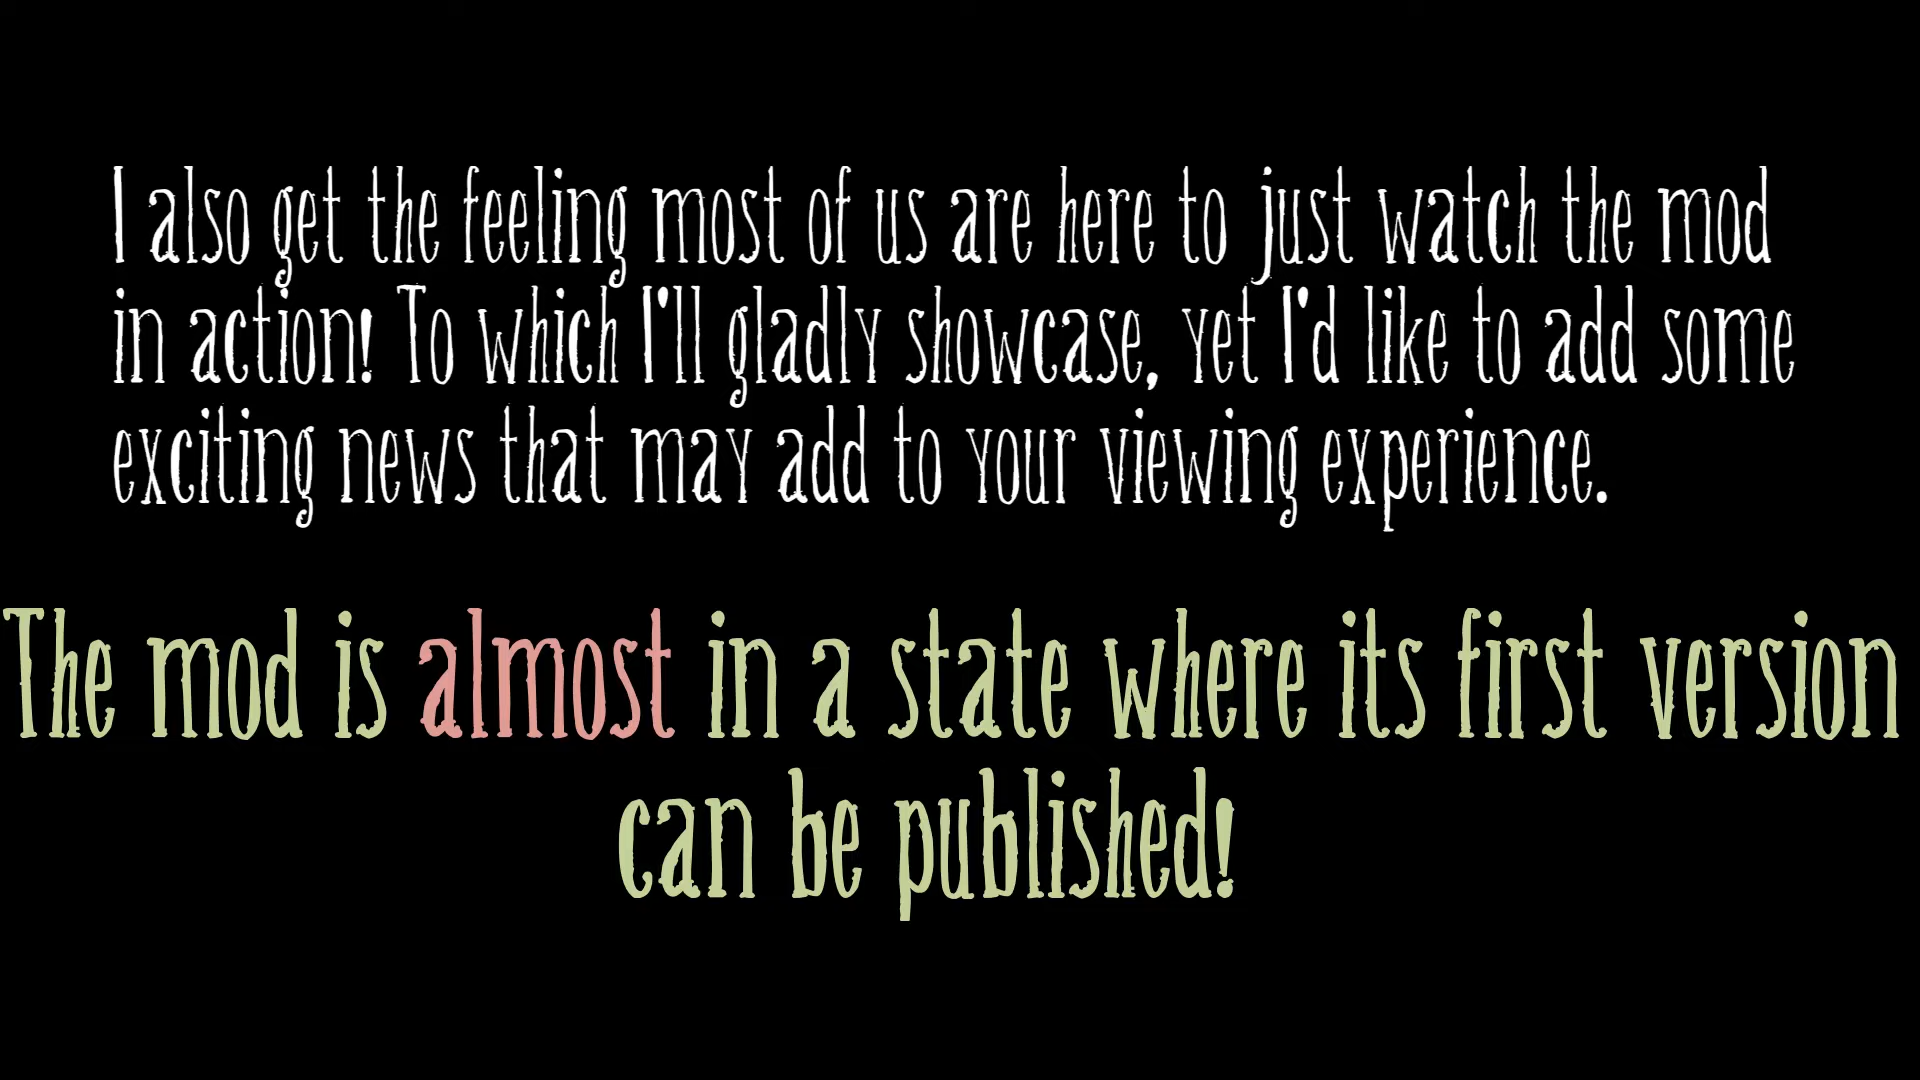 I also get the feeling most of us are here to just watch the mod
in action! To which I'll gladly showcase, yet I'd like to add some
exciting news that may add to your viewing experience.
The mod is almost in a state where its first version
can be published!